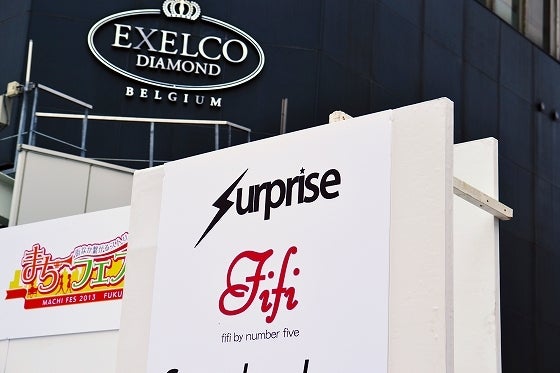 EXELCO
DIAMOND
BELGIUM
Surprise
Fifi
fifi by number five
まちフェス
MACHI FES 2013 FUKU